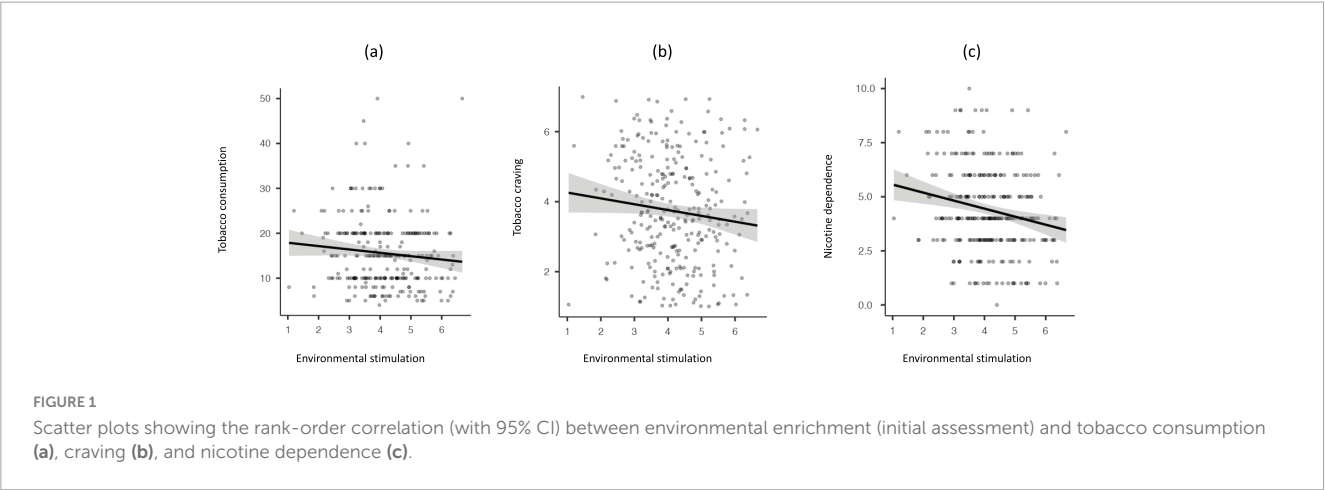 (a)
(b)
(c)
Tobacco consumption
50
40
30
20
10
1 2 3 4 5 6
Environmental stimulation
Tobacco craving
6
4
2
1 2 3 4 5 6
Environmental stimulation
Nicotine dependence
10.0
7.5
5.0
2.5
0.0
1 2 3 4 5 6
Environmental stimulation
FIGURE 1
Scatter plots showing the rank-order correlation (with 95% CI) between environmental enrichment (initial assessment) and tobacco consumption
(a), craving (b), and nicotine dependence (c).